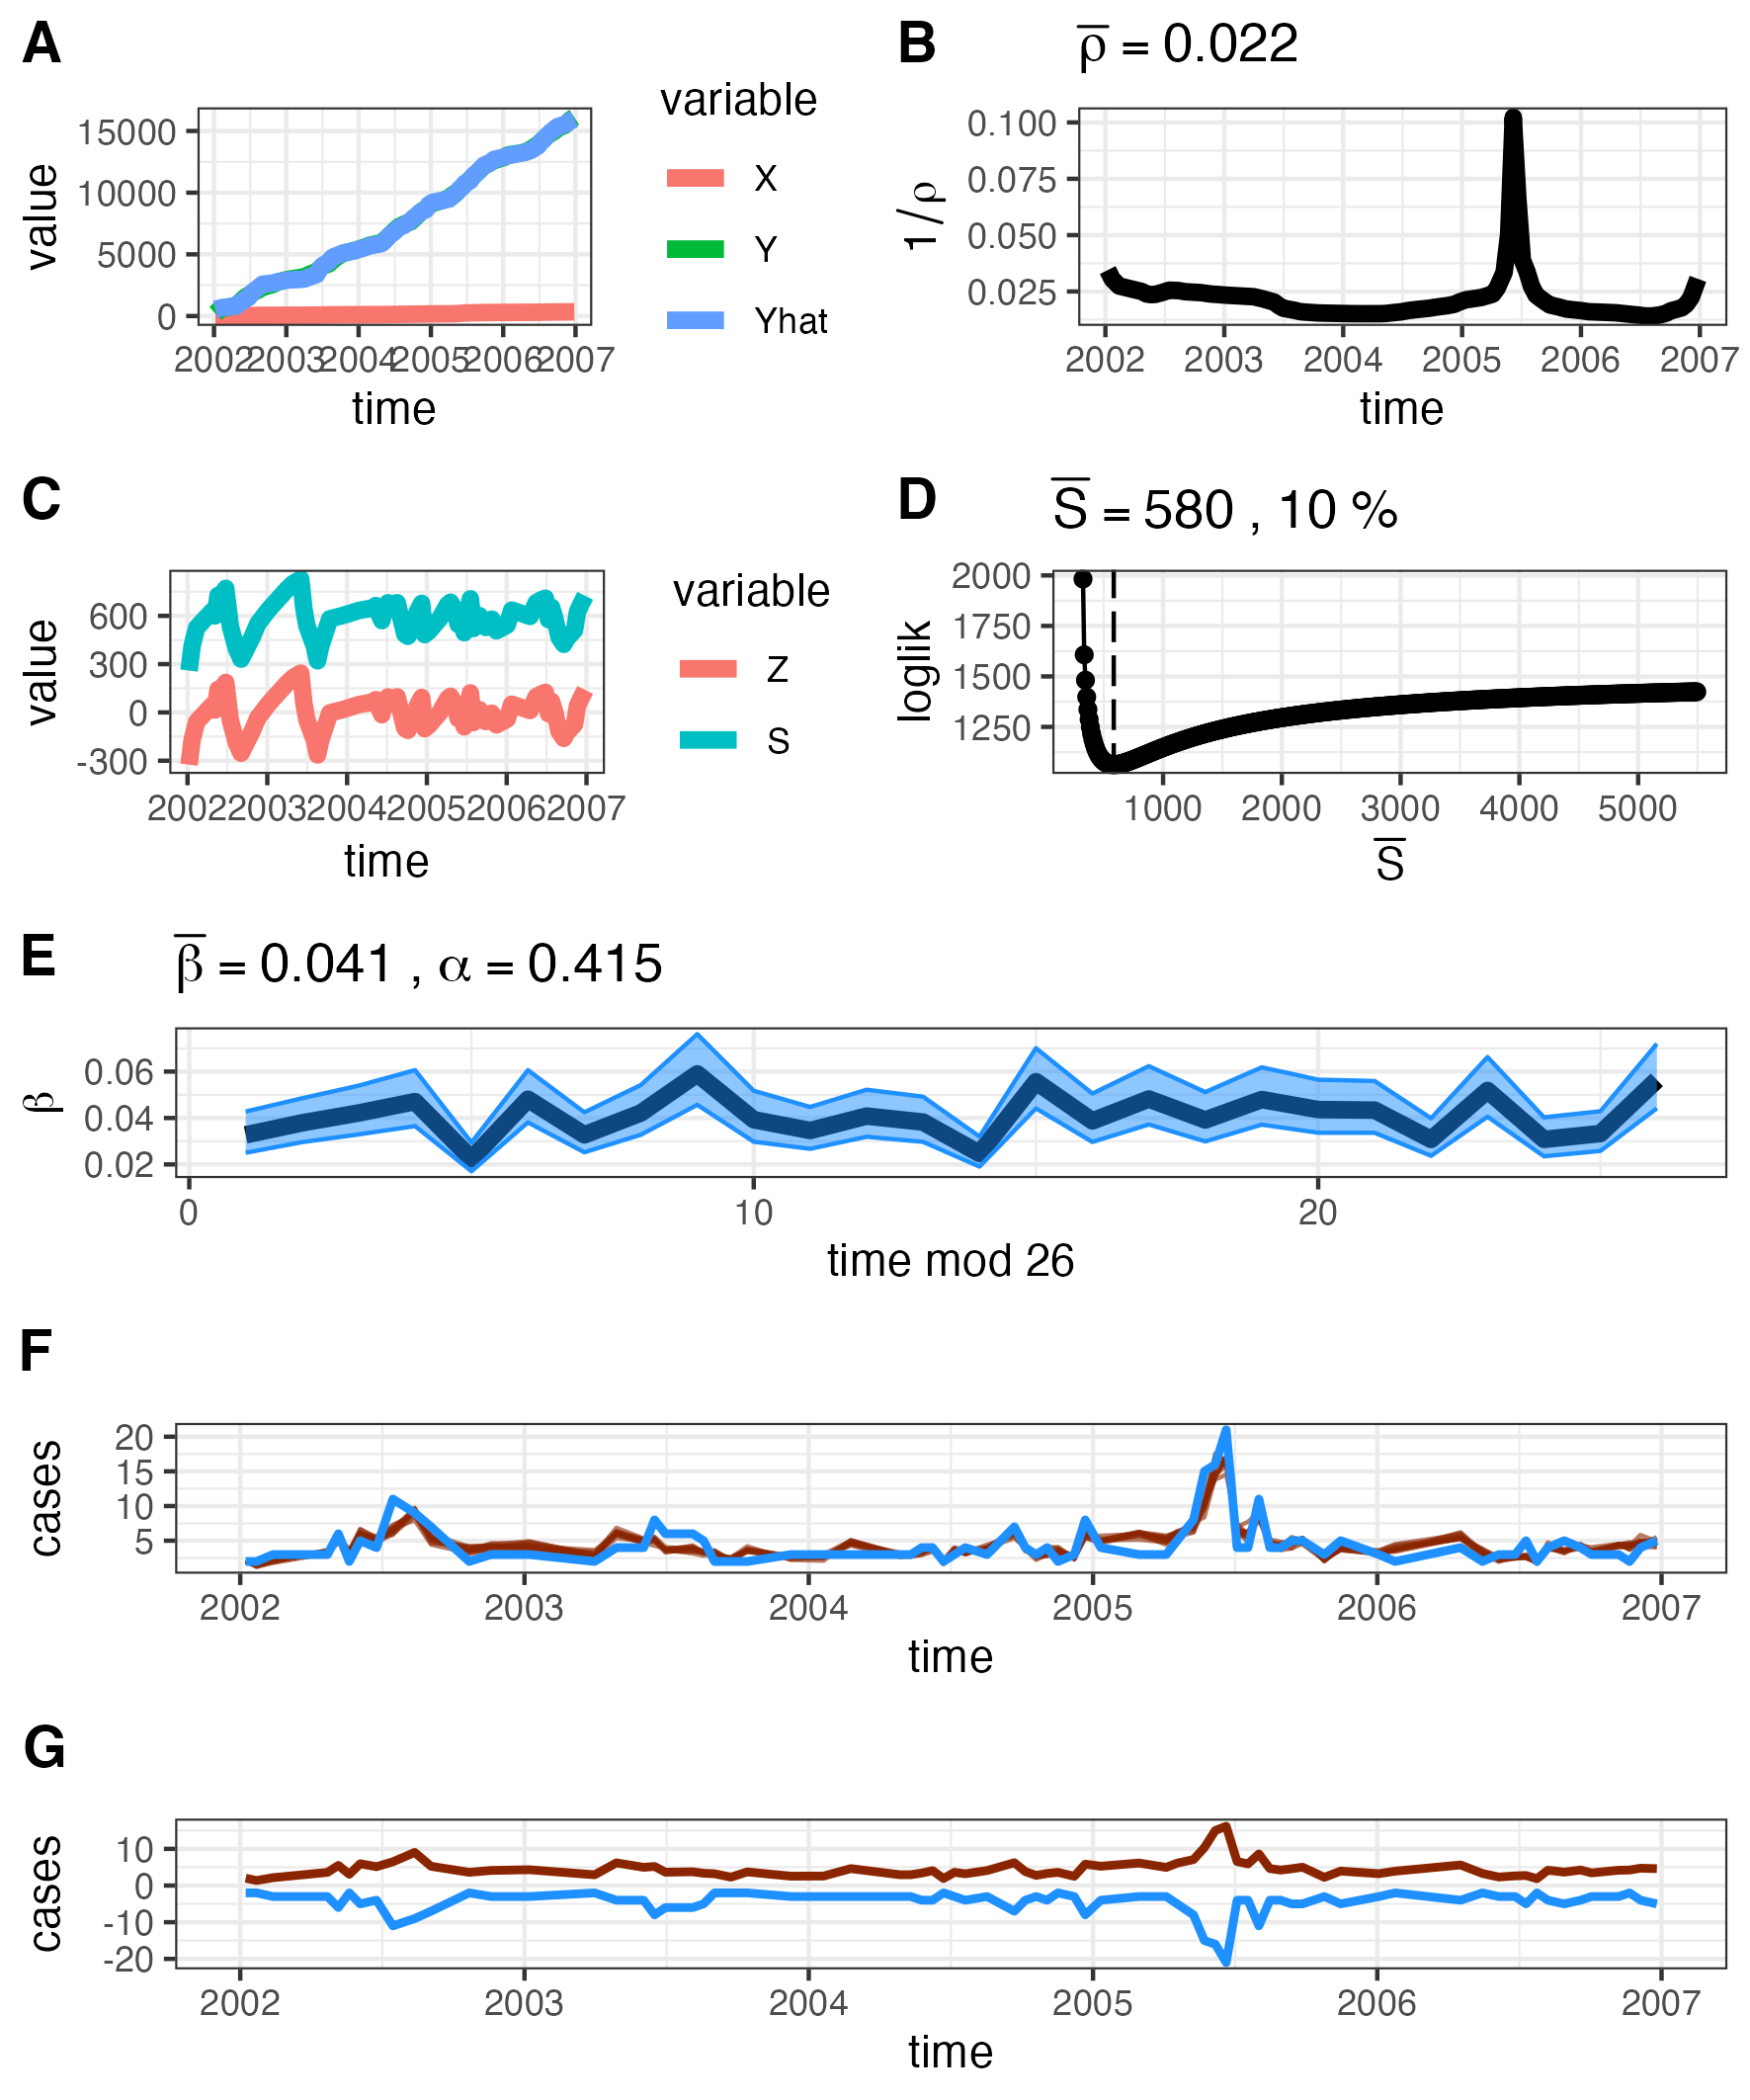 A
value
15000
10000
5000
0
2002 2003 2004 2005 2006 2007
time
variable
X
Y
Yhat
B
ρ̅ = 0.022
1/ρ
0.100
0.075
0.050
0.025
2002 2003 2004 2005 2006 2007
time
C
value
600
300
0
-300
2002 2003 2004 2005 2006 2007
time
variable
Z
S
D
S̅ = 580 , 10 %
loglik
2000
1750
1500
1250
1000 2000 3000 4000 5000
S̅
E
β̅ = 0.041 , α = 0.415
β
0.06
0.04
0.02
0 10 20
time mod 26
F
cases
20
15
10
5
2002 2003 2004 2005 2006 2007
time
G
cases
10
0
-10
-20
2002 2003 2004 2005 2006 2007
time